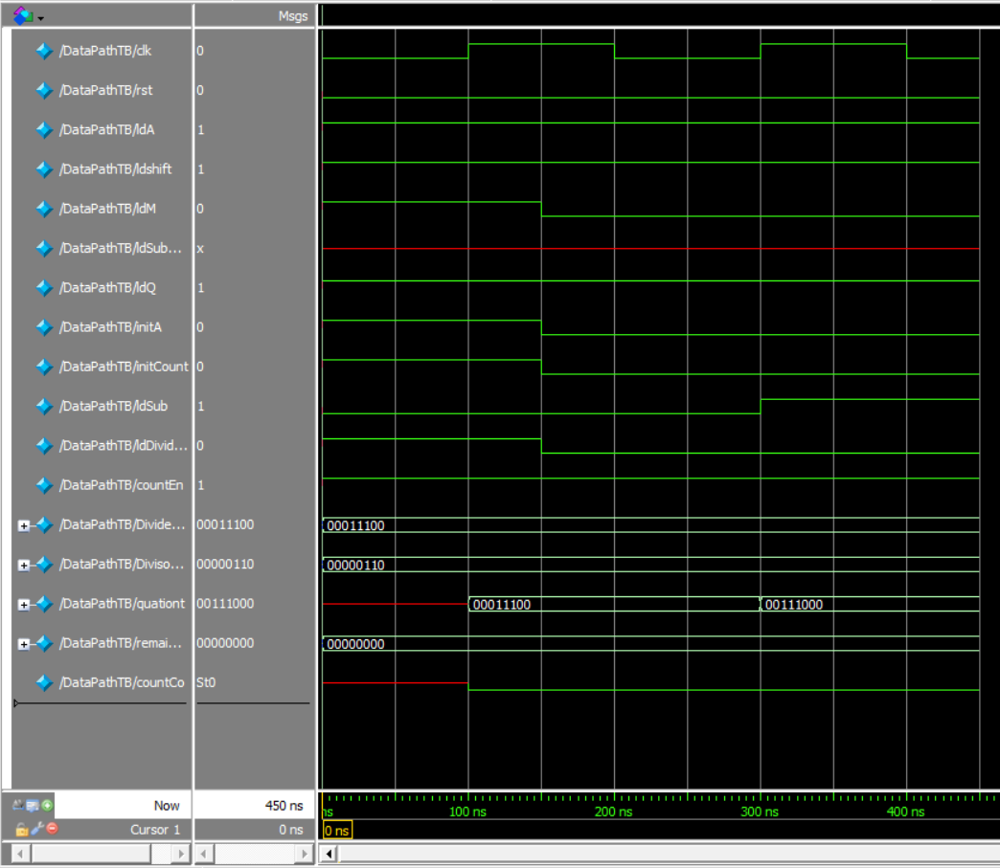 Msgs
/DataPathTB/clk 0
/DataPathTB/rst 0
/DataPathTB/ldA 1
/DataPathTB/ldshift 1
/DataPathTB/ldM 0
/DataPathTB/ldSub... x
/DataPathTB/ldQ 1
/DataPathTB/initA 0
/DataPathTB/initCount 0
/DataPathTB/ldSub 1
/DataPathTB/ldDivid... 0
/DataPathTB/countEn 1
/DataPathTB/Divide... 00011100 00011100
/DataPathTB/Diviso... 00000110 00000110
/DataPathTB/quationt 00111000 00011100 00111000
/DataPathTB/remai... 00000000 00000000
/DataPathTB/countCo St0
Now 450 ns ns 100 ns 200 ns 300 ns 400 ns
Cursor 1 0 ns 0 ns